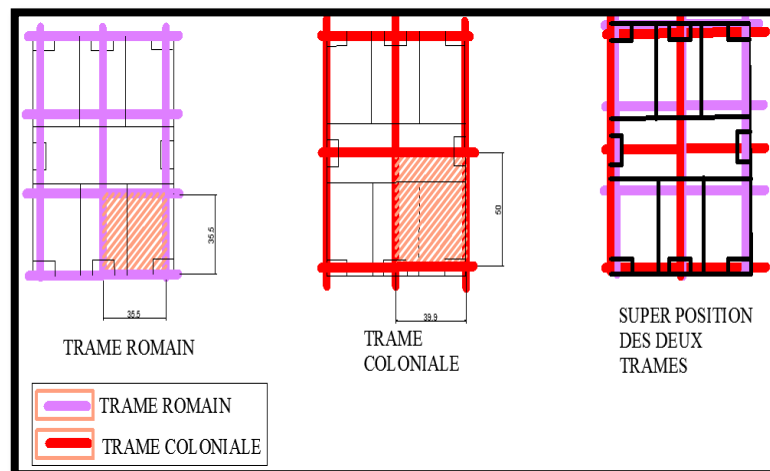 35.5
35.5
TRAME ROMAIN
50
39.9
TRAME
COLONIALE
SUPER POSITION
DES DEUX
TRAMES
TRAME ROMAIN
TRAME COLONIALE